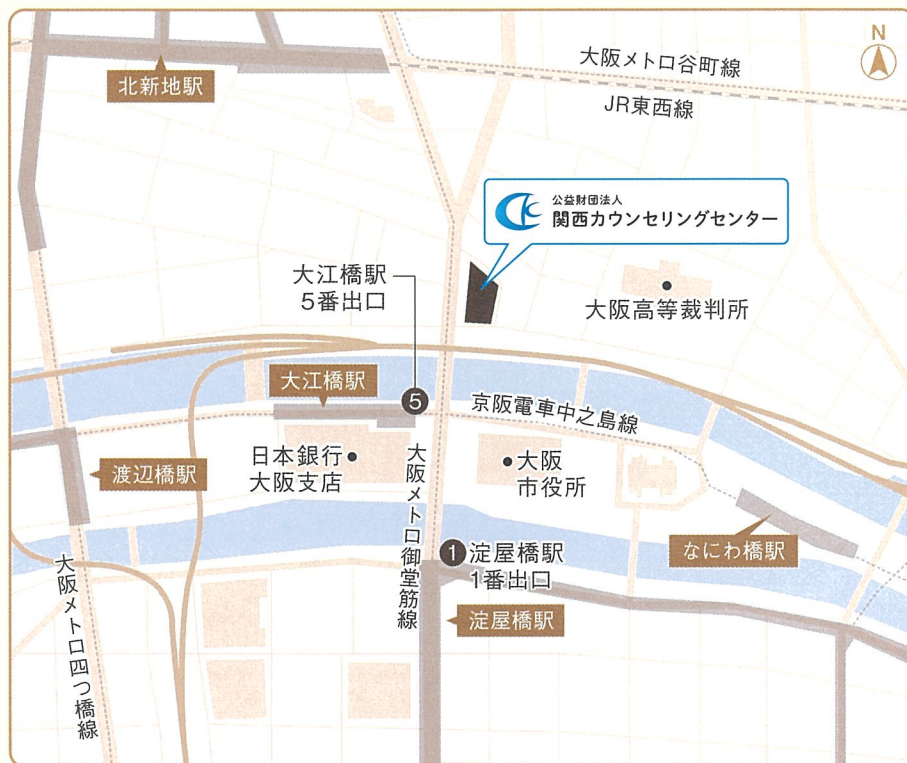 N
大阪メトロ谷町線
JR東西線
北新地駅
公益財団法人
関西カウンセリングセンター
大江橋駅
5番出口
大阪高等裁判所
大江橋駅
5
京阪電車中之島線
日本銀行
大阪支店
大阪メトロ御堂筋線
大阪
市役所
渡辺橋駅
なにわ橋駅
1
淀屋橋駅
1番出口
淀屋橋駅
大阪メトロ四つ橋線